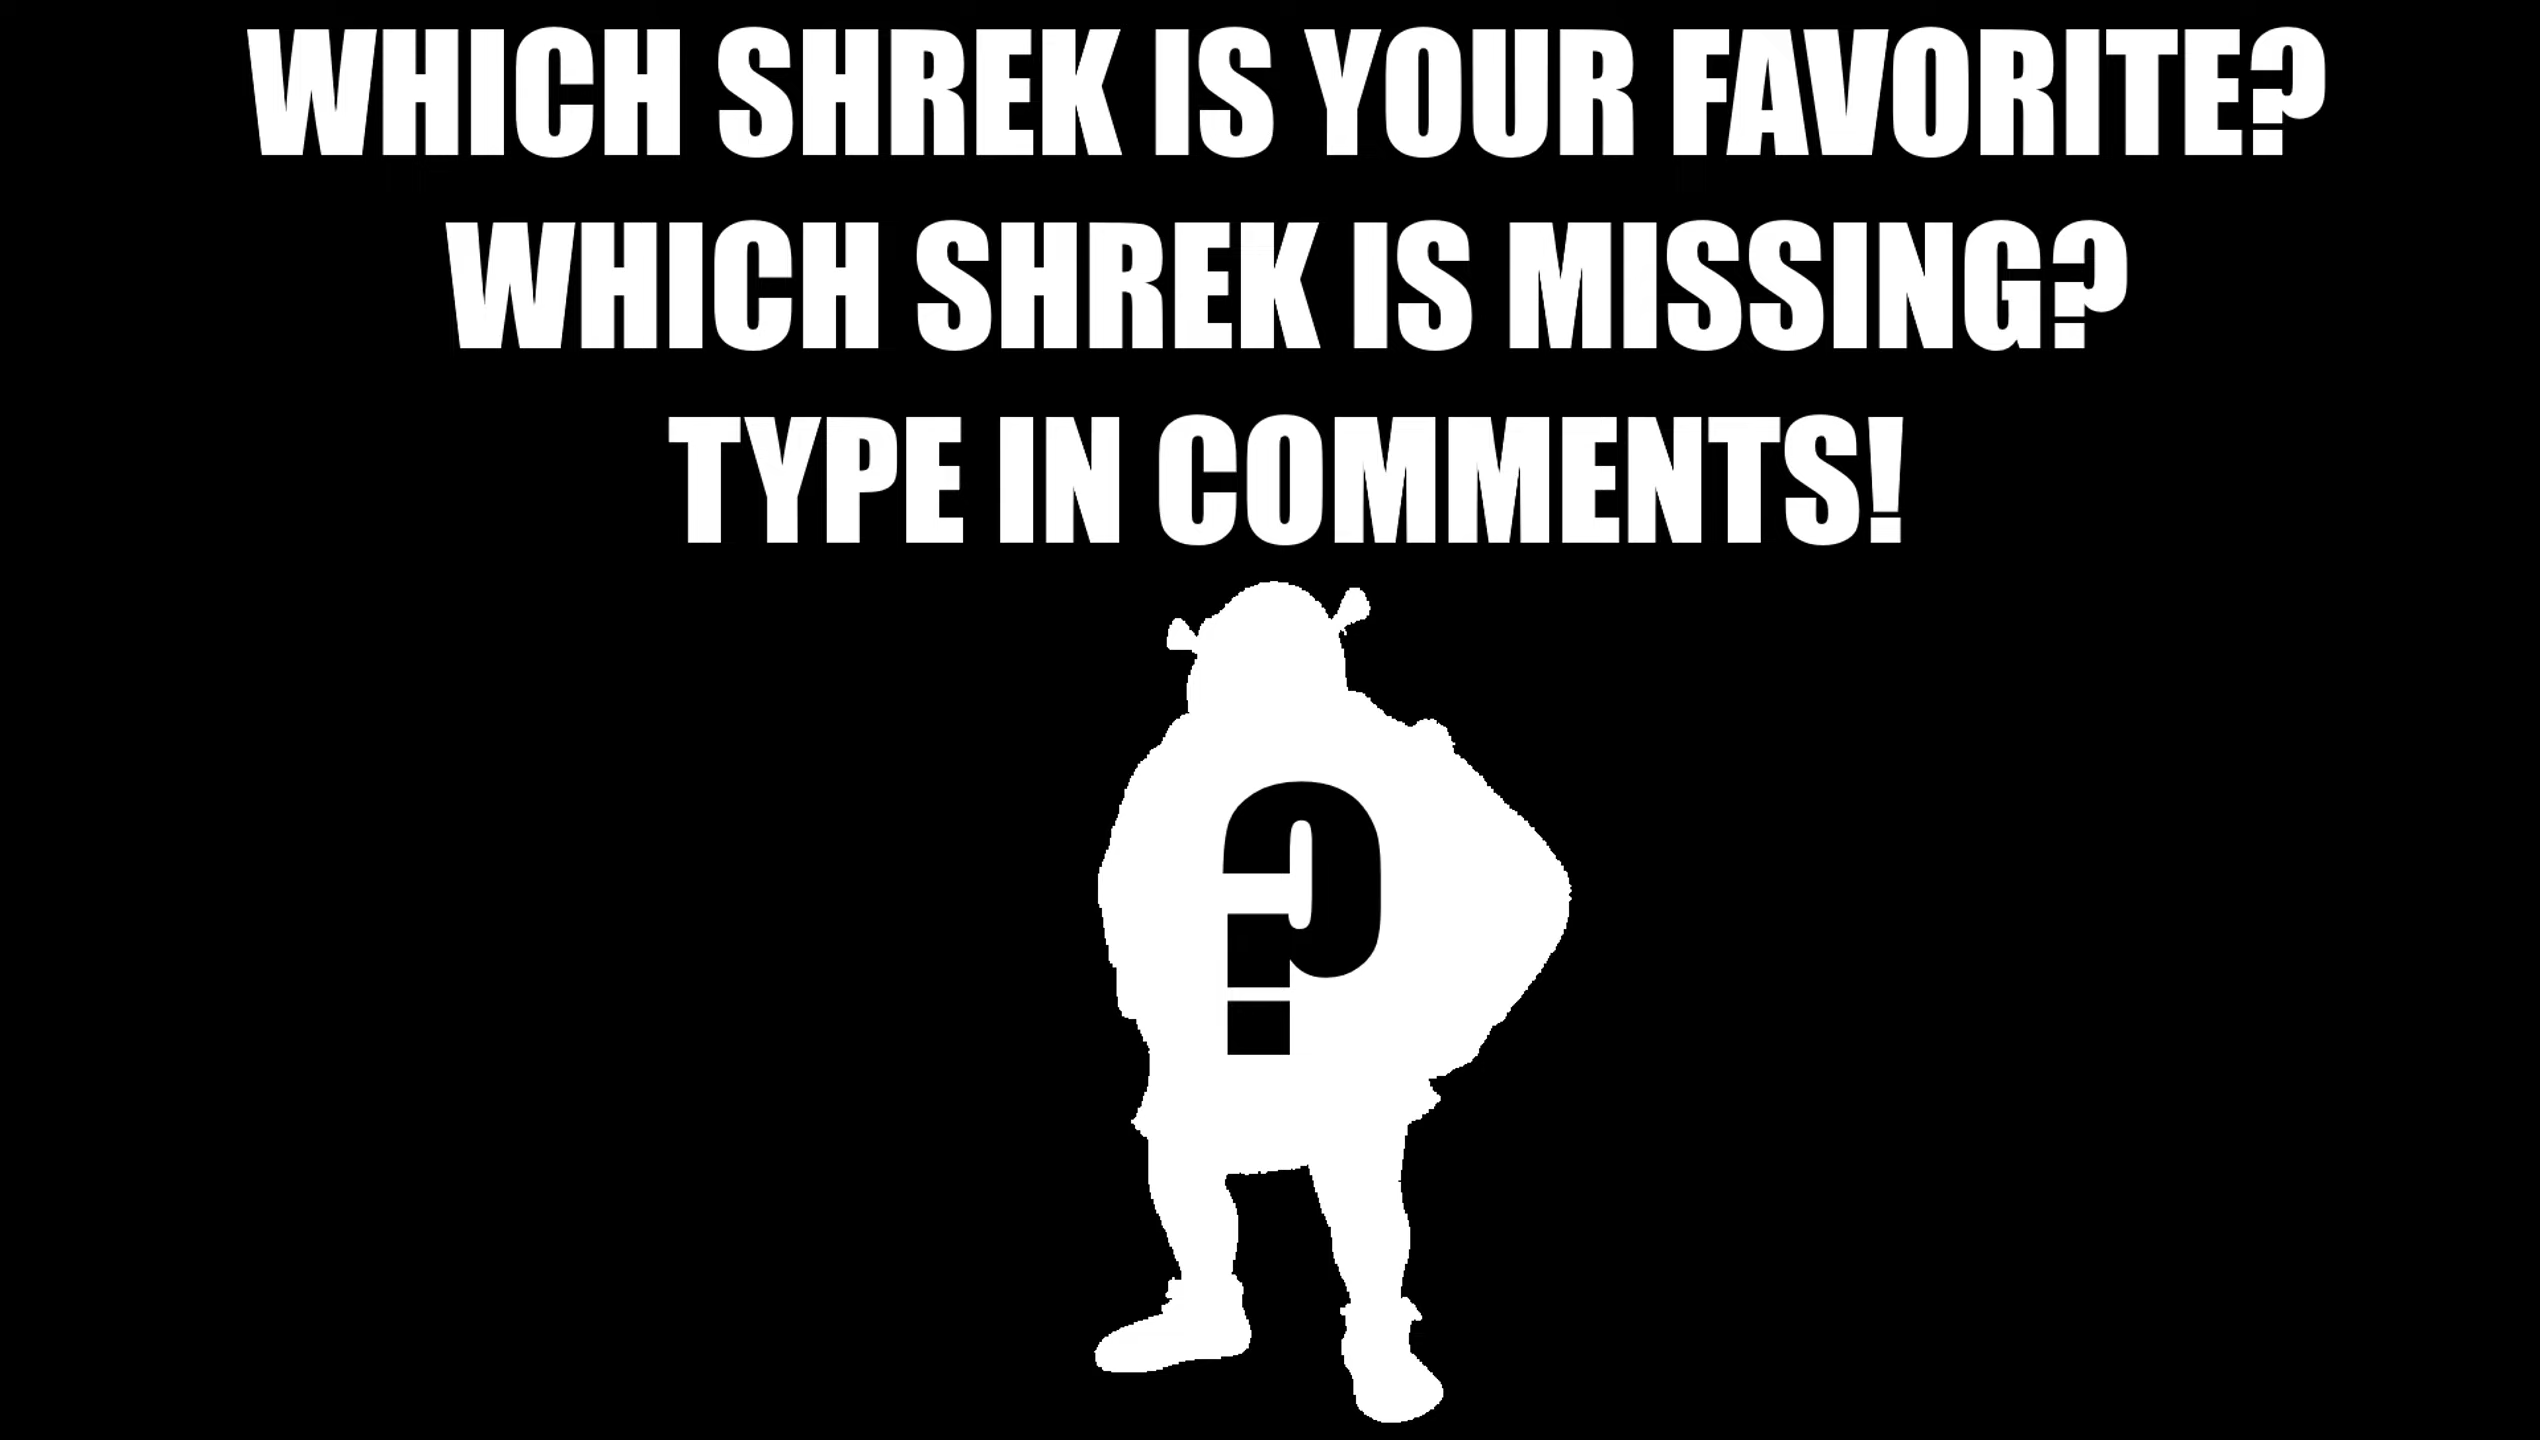 WHICH SHREK IS YOUR FAVORITE?
WHICH SHREK IS MISSING?
TYPE IN COMMENTS!
?